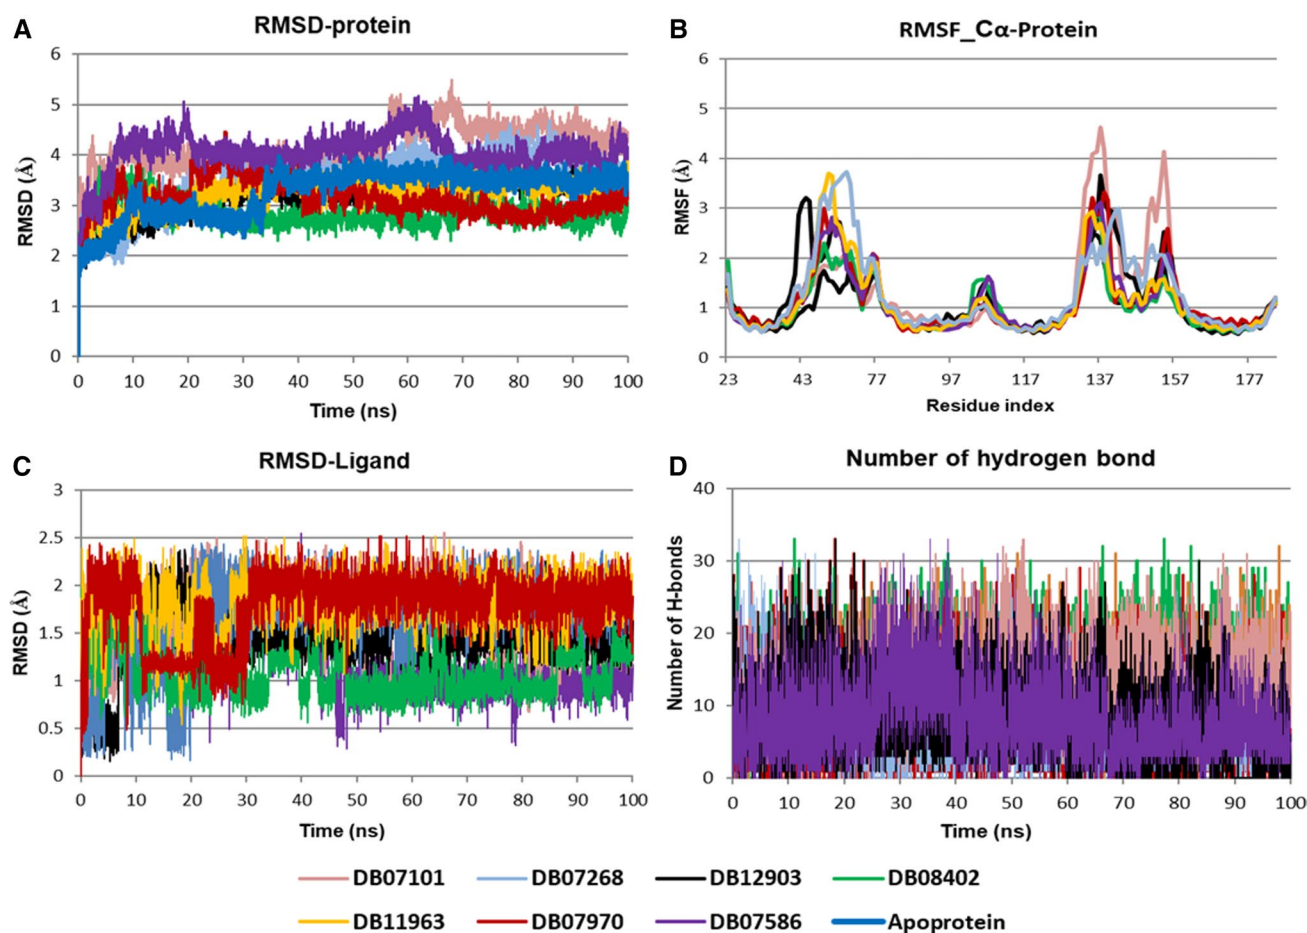 A
RMSD-protein
RMSD (Å)
6
5
4
3
2
1
0
0 10 20 30 40 50 60 70 80 90 100
Time (ns)
B
RMSF_Cα-Protein
RMSF (Å)
6
5
4
3
2
1
0
23 43 77 97 117 137 157 177
Residue index
C
RMSD-Ligand
RMSD (Å)
3
2.5
2
1.5
1
0.5
0
0 10 20 30 40 50 60 70 80 90 100
Time (ns)
D
Number of hydrogen bond
Number of H-bonds
40
30
20
10
0
0 10 20 30 40 50 60 70 80 90 100
Time (ns)
DB07101 DB07268 DB12903 DB08402
DB11963 DB07970 DB07586 Apoprotein